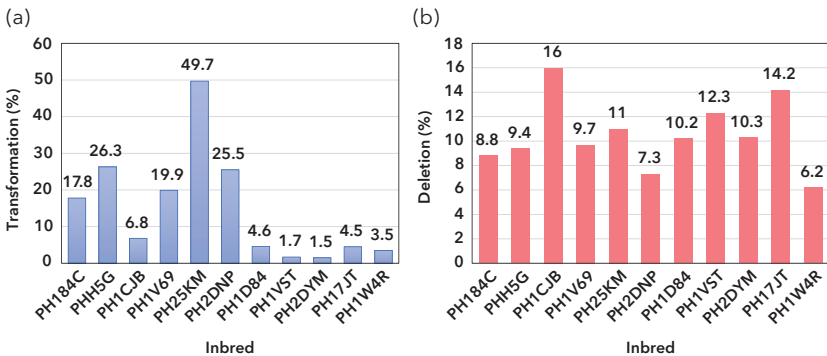 (a)
Transformation (%)
60
50
40
30
20
10
0
17.8
26.3
6.8
19.9
49.7
25.5
4.6
1.7
1.5
4.5
3.5
PH184C
PHH5G
PH1CJB
PH1V69
PH25KM
PH2DNP
PH1D84
PH1VST
PH2DYM
PH17JT
PH1W4R
Inbred
(b)
Deletion (%)
18
16
14
12
10
8
6
4
2
0
8.8
9.4
16
9.7
11
7.3
10.2
12.3
10.3
14.2
6.2
PH184C
PHH5G
PH1CJB
PH1V69
PH25KM
PH2DNP
PH1D84
PH1VST
PH2DYM
PH17JT
PH1W4R
Inbred